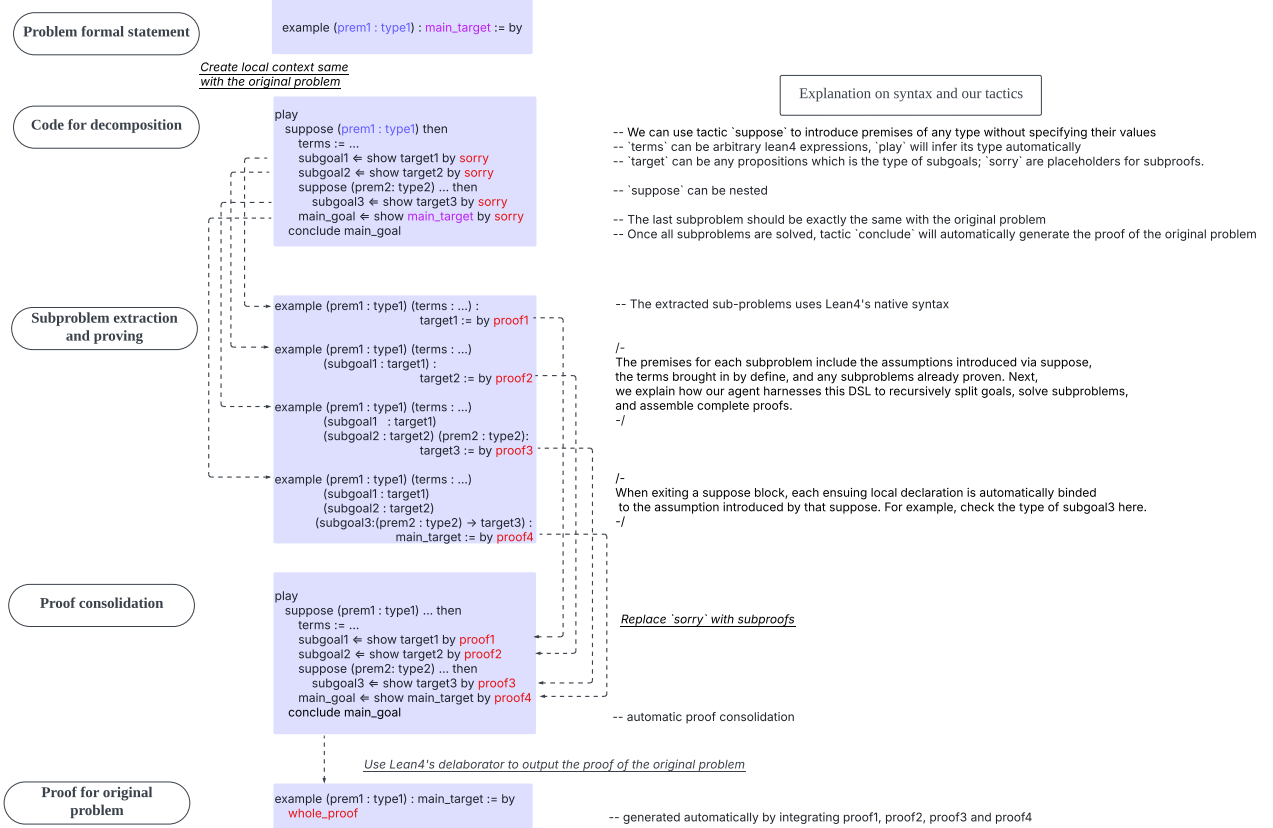 Problem formal statement
example (prem1 : type1) : main_target := by
Create local context same
with the original problem
Explanation on syntax and our tactics
Code for decomposition
play
suppose (prem1 : type1) then
terms := ...
subgoal1 ⇐ show target1 by sorry
subgoal2 ⇐ show target2 by sorry
suppose (prem2: type2) ... then
subgoal3 ⇐ show target3 by sorry
main_goal ⇐ show main_target by sorry
conclude main_goal
-- We can use tactic `suppose` to introduce premises of any type without specifying their values
-- `terms` can be arbitrary lean4 expressions, `play` will infer its type automatically
-- `target` can be any propositions which is the type of subgoals; `sorry` are placeholders for subproofs.
-- `suppose` can be nested
-- The last subproblem should be exactly the same with the original problem
-- Once all subproblems are solved, tactic `conclude` will automatically generate the proof of the original problem
Subproblem extraction
and proving
example (prem1 : type1) (terms : ...) :
target1 := by proof1
example (prem1 : type1) (terms : ...)
(subgoal1 : target1) :
target2 := by proof2
example (prem1 : type1) (terms : ...)
(subgoal1 : target1)
(subgoal2 : target2) (prem2 : type2):
target3 := by proof3
example (prem1 : type1) (terms : ...)
(subgoal1 : target1)
(subgoal2 : target2)
(subgoal3:(prem2 : type2) → target3) :
main_target := by proof4
-- The extracted sub-problems uses Lean4's native syntax
/-
The premises for each subproblem include the assumptions introduced via suppose,
the terms brought in by define, and any subproblems already proven. Next,
we explain how our agent harnesses this DSL to recursively split goals, solve subproblems,
and assemble complete proofs.
-/
/-
When exiting a suppose block, each ensuing local declaration is automatically binded
to the assumption introduced by that suppose. For example, check the type of subgoal3 here.
-/
Proof consolidation
play
suppose (prem1 : type1) ... then
terms := ...
subgoal1 ⇐ show target1 by proof1
subgoal2 ⇐ show target2 by proof2
suppose (prem2: type2) ... then
subgoal3 ⇐ show target3 by proof3
main_goal ⇐ show main_target by proof4
conclude main_goal
Replace `sorry` with subproofs
-- automatic proof consolidation
Use Lean4's delaborator to output the proof of the original problem
Proof for original
problem
example (prem1 : type1) : main_target := by
whole_proof
-- generated automatically by integrating proof1, proof2, proof3 and proof4